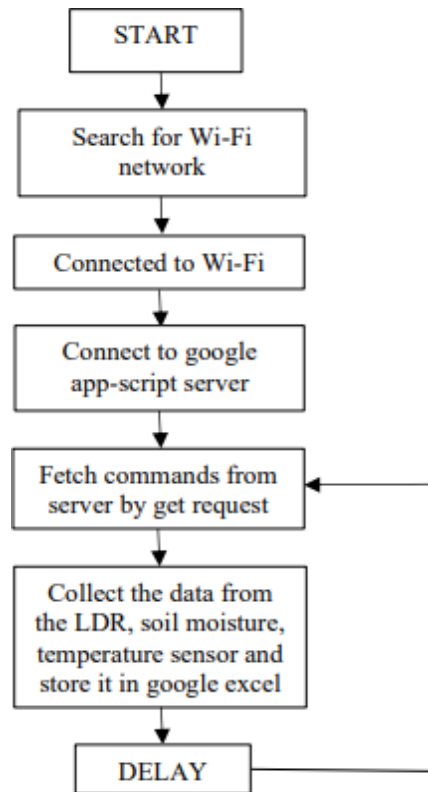 START
Search for Wi-Fi
network
Connected to Wi-Fi
Connect to google
app-script server
Fetch commands from
server by get request
Collect the data from
the LDR, soil moisture,
temperature sensor and
store it in google excel
DELAY